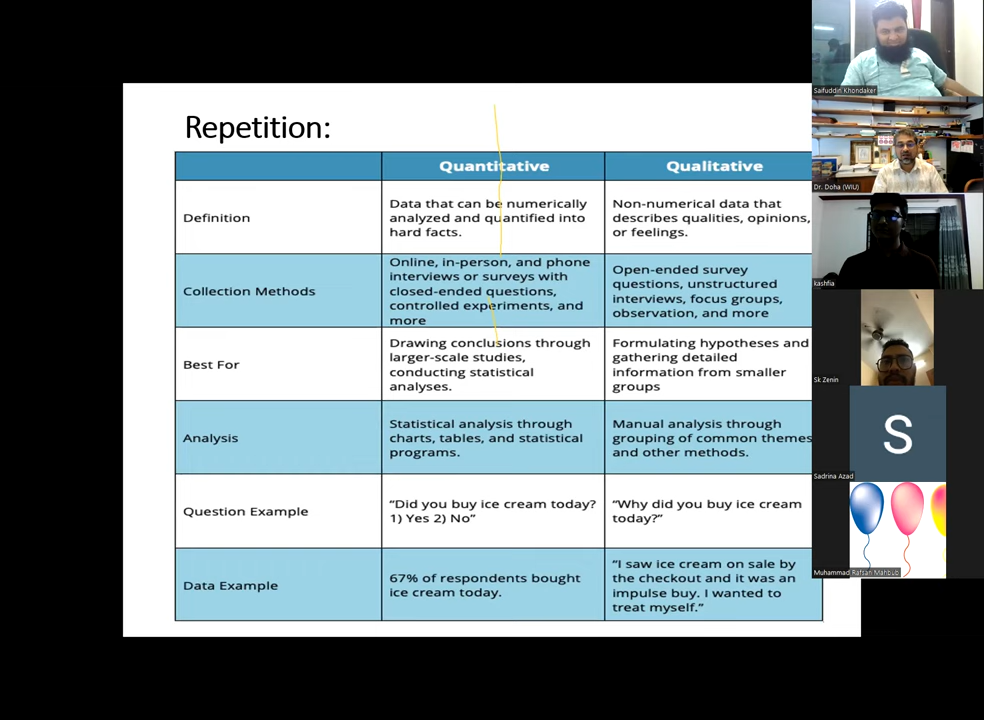 Repetition:
Quantitative
Qualitative
Definition
Data that can be numerically
analyzed and quantified into
hard facts.
Non-numerical data that
describes qualities, opinions,
or feelings.
Collection Methods
Online, in-person, and phone
interviews or surveys with
closed-ended questions,
controlled experiments, and
more
Open-ended survey
questions, unstructured
interviews, focus groups,
observation, and more
Best For
Drawing conclusions through
larger-scale studies,
conducting statistical
analyses.
Formulating hypotheses and
gathering detailed
information from smaller
groups
Analysis
Statistical analysis through
charts, tables, and statistical
programs.
Manual analysis through
grouping of common themes
and other methods.
Question Example
“Did you buy ice cream today?
1) Yes 2) No”
“Why did you buy ice cream
today?”
Data Example
67% of respondents bought
ice cream today.
“I saw ice cream on sale by
the checkout and it was an
impulse buy. I wanted to
treat myself.”
Saifuddin Khondaker
Dr. Doha (WIU)
kashfia
Sk Zenin
S
Sadrina Azad
Muhammad Rafsan Mahbub